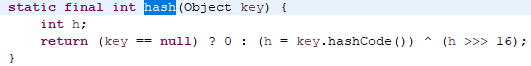 static final int hash(Object key) {
int h;
return (key == null) ? 0 : (h = key.hashCode()) ^ (h >>> 16);
}